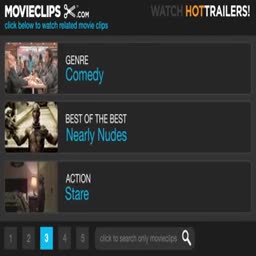 MOVIECLIPS.COM WATCH HOTTRAILERS!
click below to watch related movie clips
GENRE
Comedy
BEST OF THE BEST
Nearly Nudes
ACTION
Stare
1 2 3 4 5 click to search only movieclips